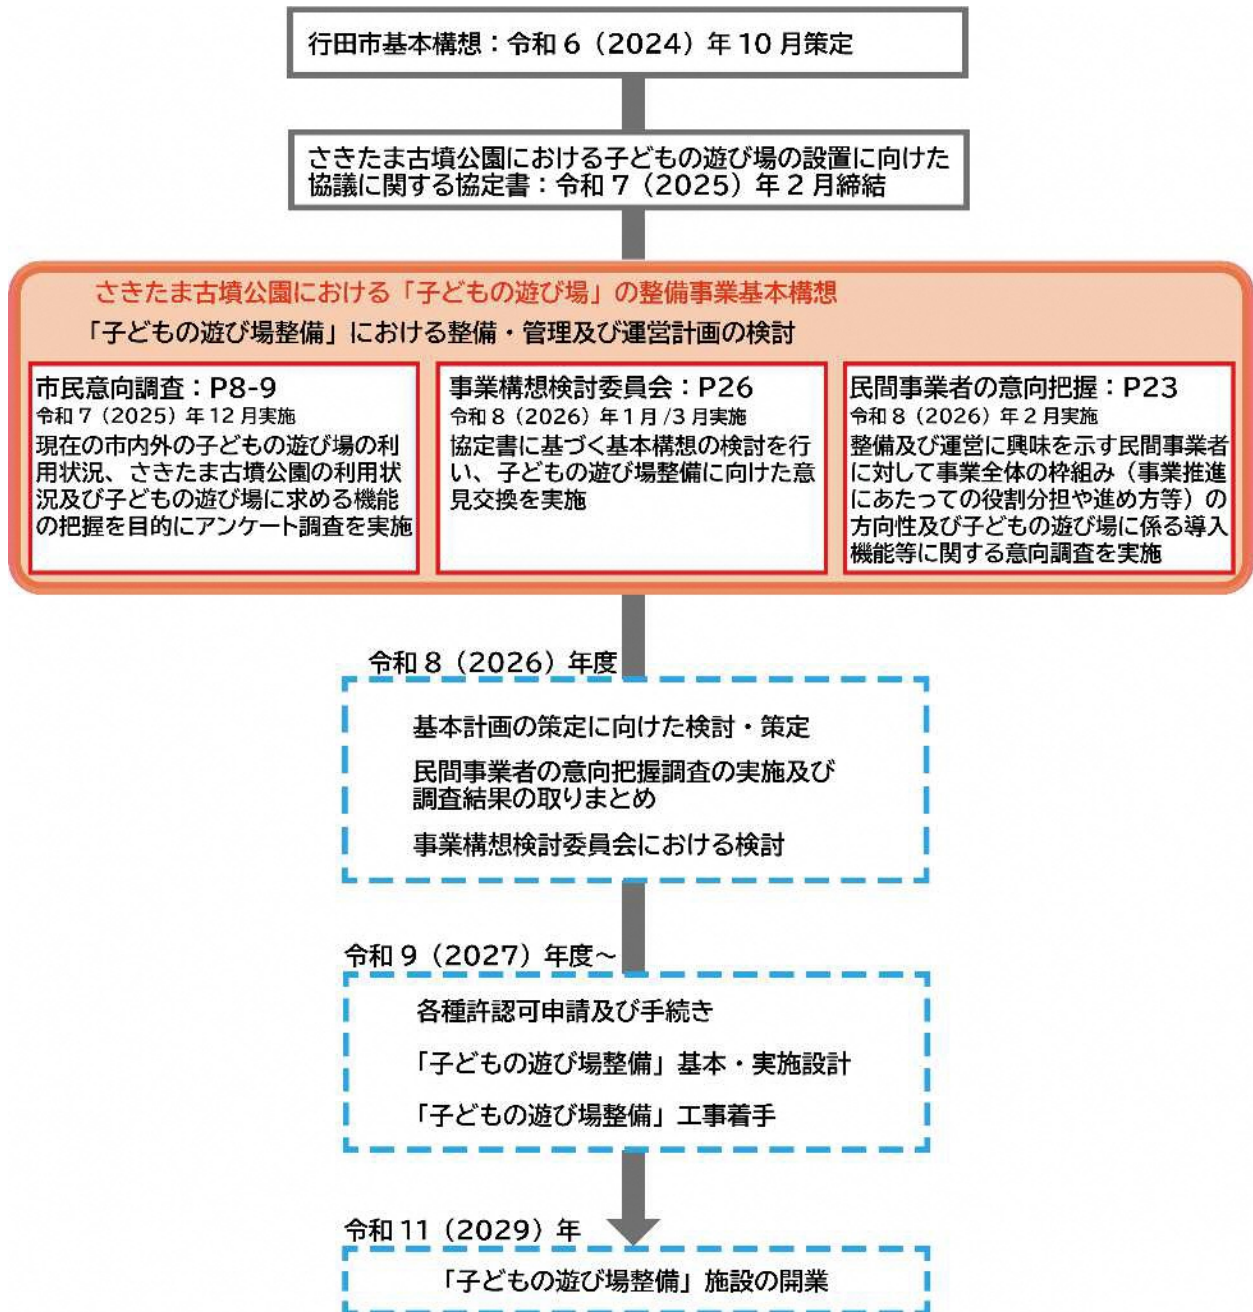 行田市基本構想：令和6（2024）年10月策定
さきたま古墳公園における子どもの遊び場の設置に向けた
協議に関する協定書：令和7（2025）年2月締結
さきたま古墳公園における「子どもの遊び場」の整備事業基本構想
「子どもの遊び場整備」における整備・管理及び運営計画の検討
市民意向調査：P8-9
令和7（2025）年12月実施
現在の市内外の子どもの遊び場の利
用状況、さきたま古墳公園の利用状
況及び子どもの遊び場に求める機能
の把握を目的にアンケート調査を実施
事業構想検討委員会：P26
令和8（2026）年1月/3月実施
協定書に基づく基本構想の検討を行
い、子どもの遊び場整備に向けた意
見交換を実施
民間事業者の意向把握：P23
令和8（2026）年2月実施
整備及び運営に興味を示す民間事業者
に対して事業全体の枠組み（事業推進
にあたっての役割分担や進め方等）の
方向性及び子どもの遊び場に係る導入
機能等に関する意向調査を実施
令和8（2026）年度
基本計画の策定に向けた検討・策定
民間事業者の意向把握調査の実施及び
調査結果の取りまとめ
事業構想検討委員会における検討
令和9（2027）年度～
各種許認可申請及び手続き
「子どもの遊び場整備」基本・実施設計
「子どもの遊び場整備」工事着手
令和11（2029）年
「子どもの遊び場整備」施設の開業